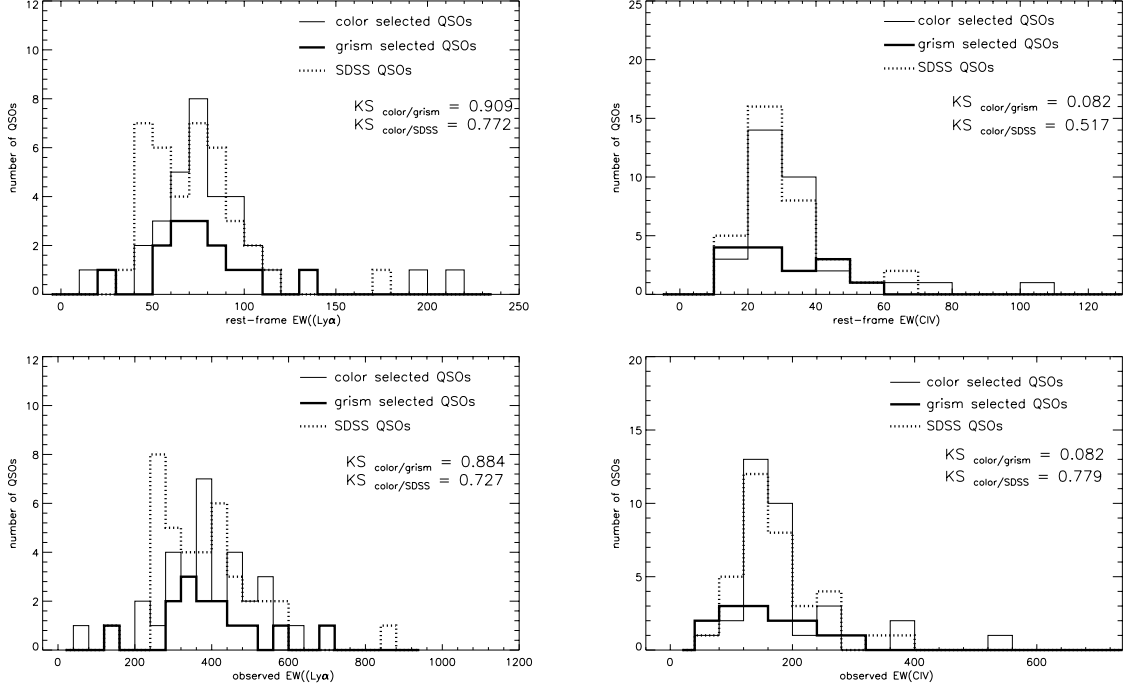 color selected QSOs
grism selected QSOs
SDSS QSOs
KS color/grism = 0.909
KS color/SDSS = 0.772
number of QSOs
12
10
8
6
4
2
0
0 50 100 150 200 250
rest-frame EW((Lyα)
color selected QSOs
grism selected QSOs
SDSS QSOs
KS color/grism = 0.082
KS color/SDSS = 0.517
number of QSOs
25
20
15
10
5
0
0 20 40 60 80 100 120
rest-frame EW(CIV)
color selected QSOs
grism selected QSOs
SDSS QSOs
KS color/grism = 0.884
KS color/SDSS = 0.727
number of QSOs
12
10
8
6
4
2
0
0 200 400 600 800 1000 1200
observed EW((Lyα)
color selected QSOs
grism selected QSOs
SDSS QSOs
KS color/grism = 0.082
KS color/SDSS = 0.779
number of QSOs
20
15
10
5
0
0 200 400 600
observed EW(CIV)